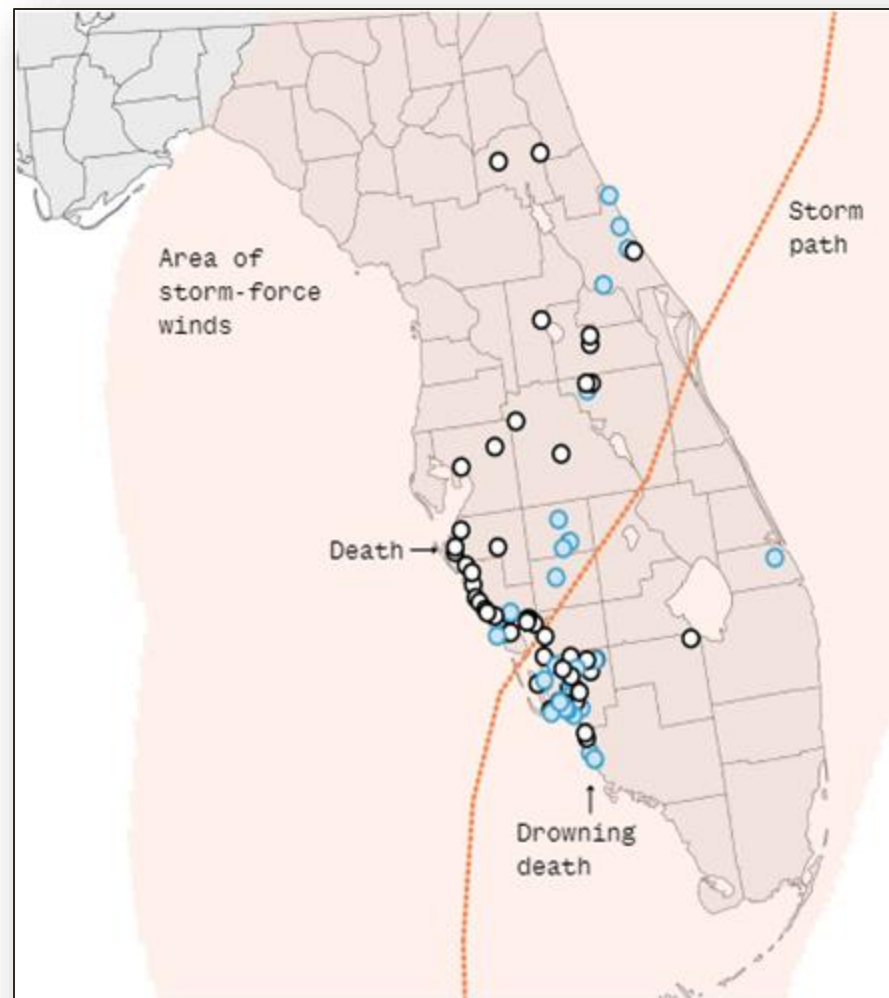 Storm
path
Area of
storm-force
winds
Death
Drowning
death